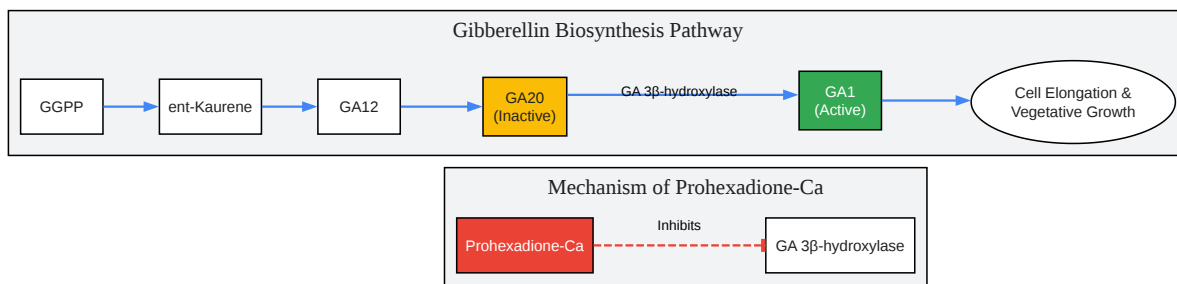 Gibberellin Biosynthesis Pathway
GGPP
ent-Kaurene
GA12
GA20
(Inactive)
GA 3β-hydroxylase
GA1
(Active)
Cell Elongation &
Vegetative Growth
Mechanism of Prohexadione-Ca
Prohexadione-Ca
Inhibits
GA 3β-hydroxylase